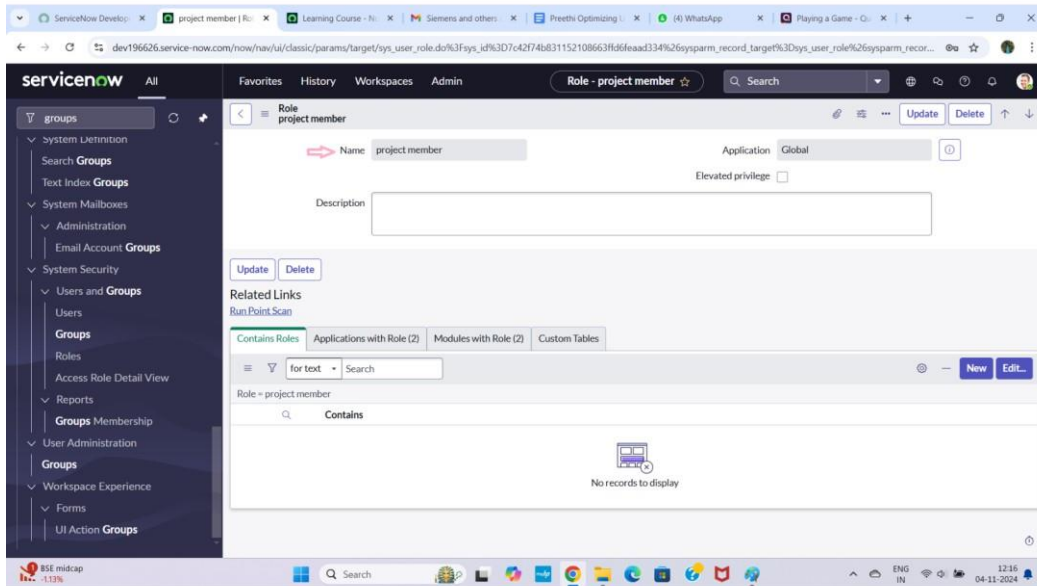 ServiceNow Develop
project member | Ro
Learning Course - N
Siemens and others
Preethi Optimizing L
(4) WhatsApp
Playing a Game - Q
dev196626.service-now.com/now/nav/ui/classic/params/target/sys_user_role.do%3Fsys_id%3D7c42f74b831152108663ffd6feaad334%26sysparm_record_target%3Dsys_user_role%26sysparm_recor...
servicenow All Favorites History Workspaces Admin Role - project member Search
groups
System Definition
Search Groups
Text Index Groups
System Mailboxes
Administration
Email Account Groups
System Security
Users and Groups
Users
Groups
Roles
Access Role Detail View
Reports
Groups Membership
User Administration
Groups
Workspace Experience
Forms
UI Action Groups
Role
project member
Update Delete
Name project member Application Global
Elevated privilege
Description
Update Delete
Related Links
Run Point Scan
Contains Roles Applications with Role (2) Modules with Role (2) Custom Tables
for text Search New Edit...
Role = project member
Contains
No records to display
BSE midcap
-1.13%
Search
ENG
IN
12:16
04-11-2024